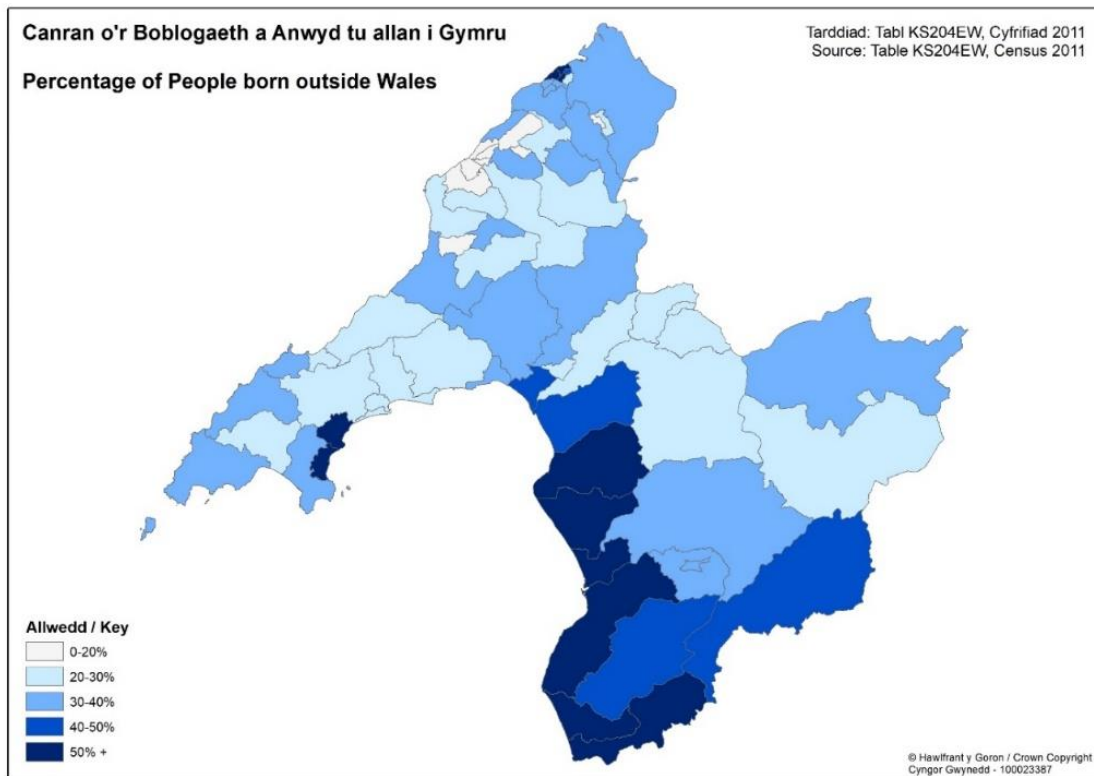 Canran o'r Boblogaeth a Anwyd tu allan i Gymru
Percentage of People born outside Wales
Tarddiad: Tabl KS204EW, Cyfrifiad 2011
Source: Table KS204EW, Census 2011
Allwedd / Key
0-20%
20-30%
30-40%
40-50%
50% +
© Hawlfraint y Goron / Crown Copyright
Cyngor Gwynedd - 100023387